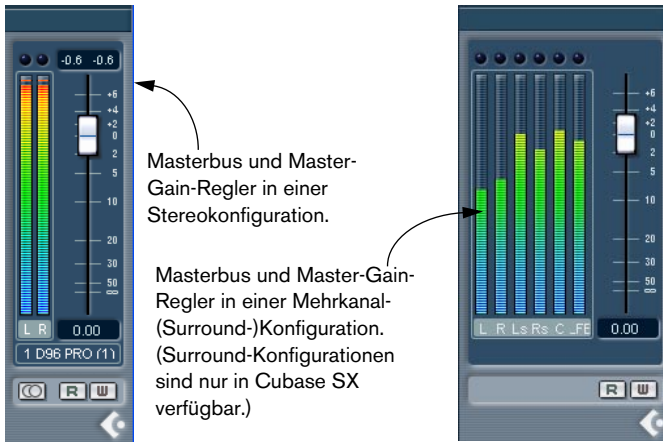 -0.6 -0.6
+6
+4
+2
0
2
5
10
20
30
50
∞
L R
0.00
1 D96 PRO (1)
R W
Masterbus und Master-
Gain-Regler in einer
Stereokonfiguration.
Masterbus und Master-Gain-
Regler in einer Mehrkanal-
(Surround-)Konfiguration.
(Surround-Konfigurationen
sind nur in Cubase SX
verfügbar.)
+6
+4
+2
0
2
5
10
20
30
50
∞
L R Ls Rs C _FE
0.00
R W